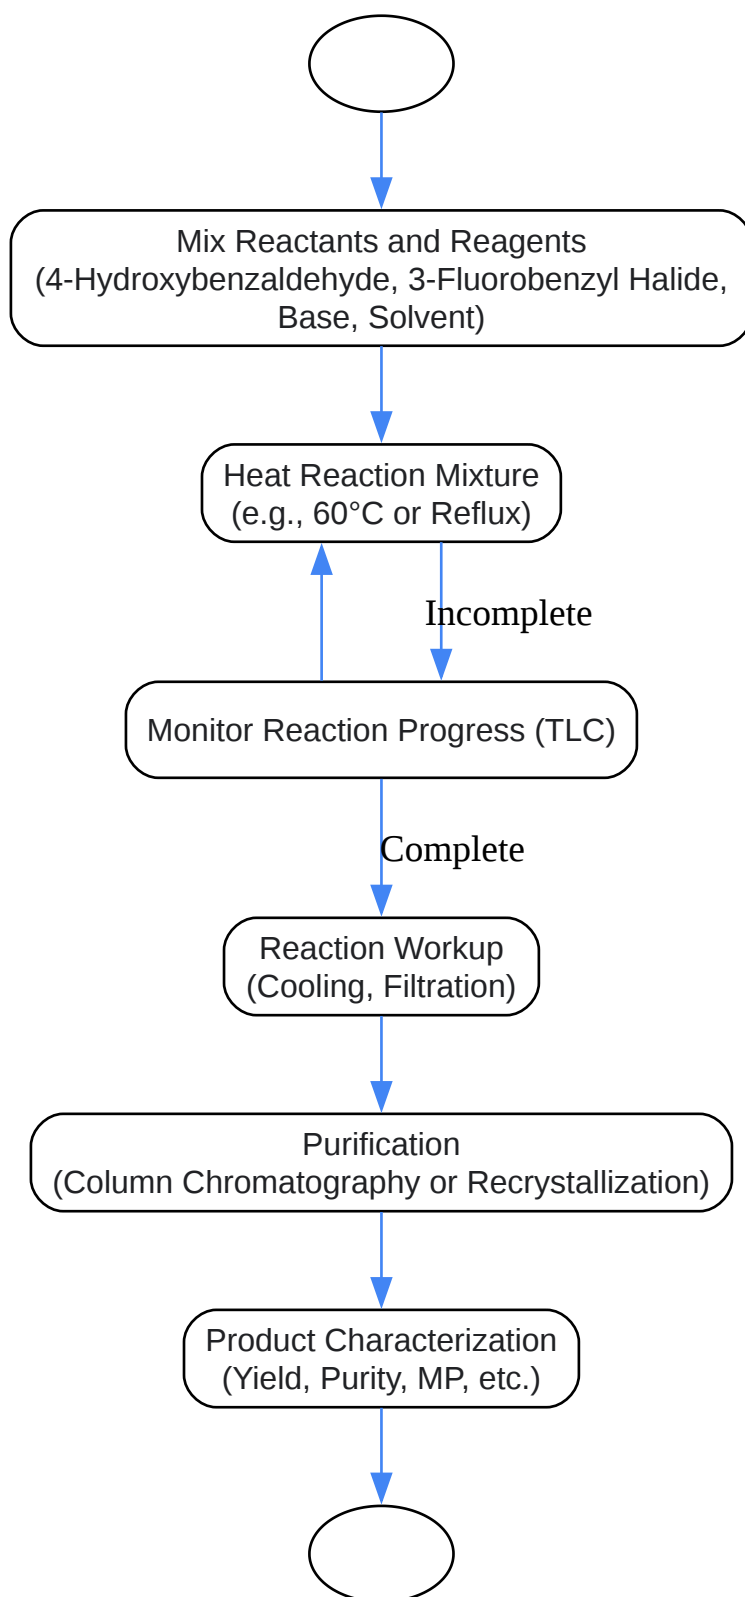 Mix Reactants and Reagents
(4-Hydroxybenzaldehyde, 3-Fluorobenzyl Halide,
Base, Solvent)
Heat Reaction Mixture
(e.g., 60°C or Reflux)
Incomplete
Monitor Reaction Progress (TLC)
Complete
Reaction Workup
(Cooling, Filtration)
Purification
(Column Chromatography or Recrystallization)
Product Characterization
(Yield, Purity, MP, etc.)